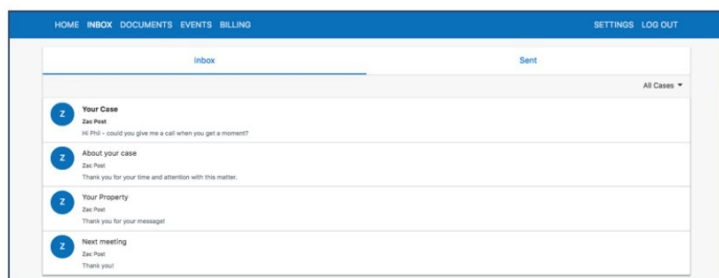 HOME INBOX DOCUMENTS EVENTS BILLING SETTINGS LOG OUT
Inbox Sent
All Cases
Z
Your Case
Zac Post
Hi Phil - could you give me a call when you get a moment?
Z
About your case
Zac Post
Thank you for your time and attention with this matter.
Z
Your Property
Zac Post
Thank you for your message!
Z
Next meeting
Zac Post
Thank you!